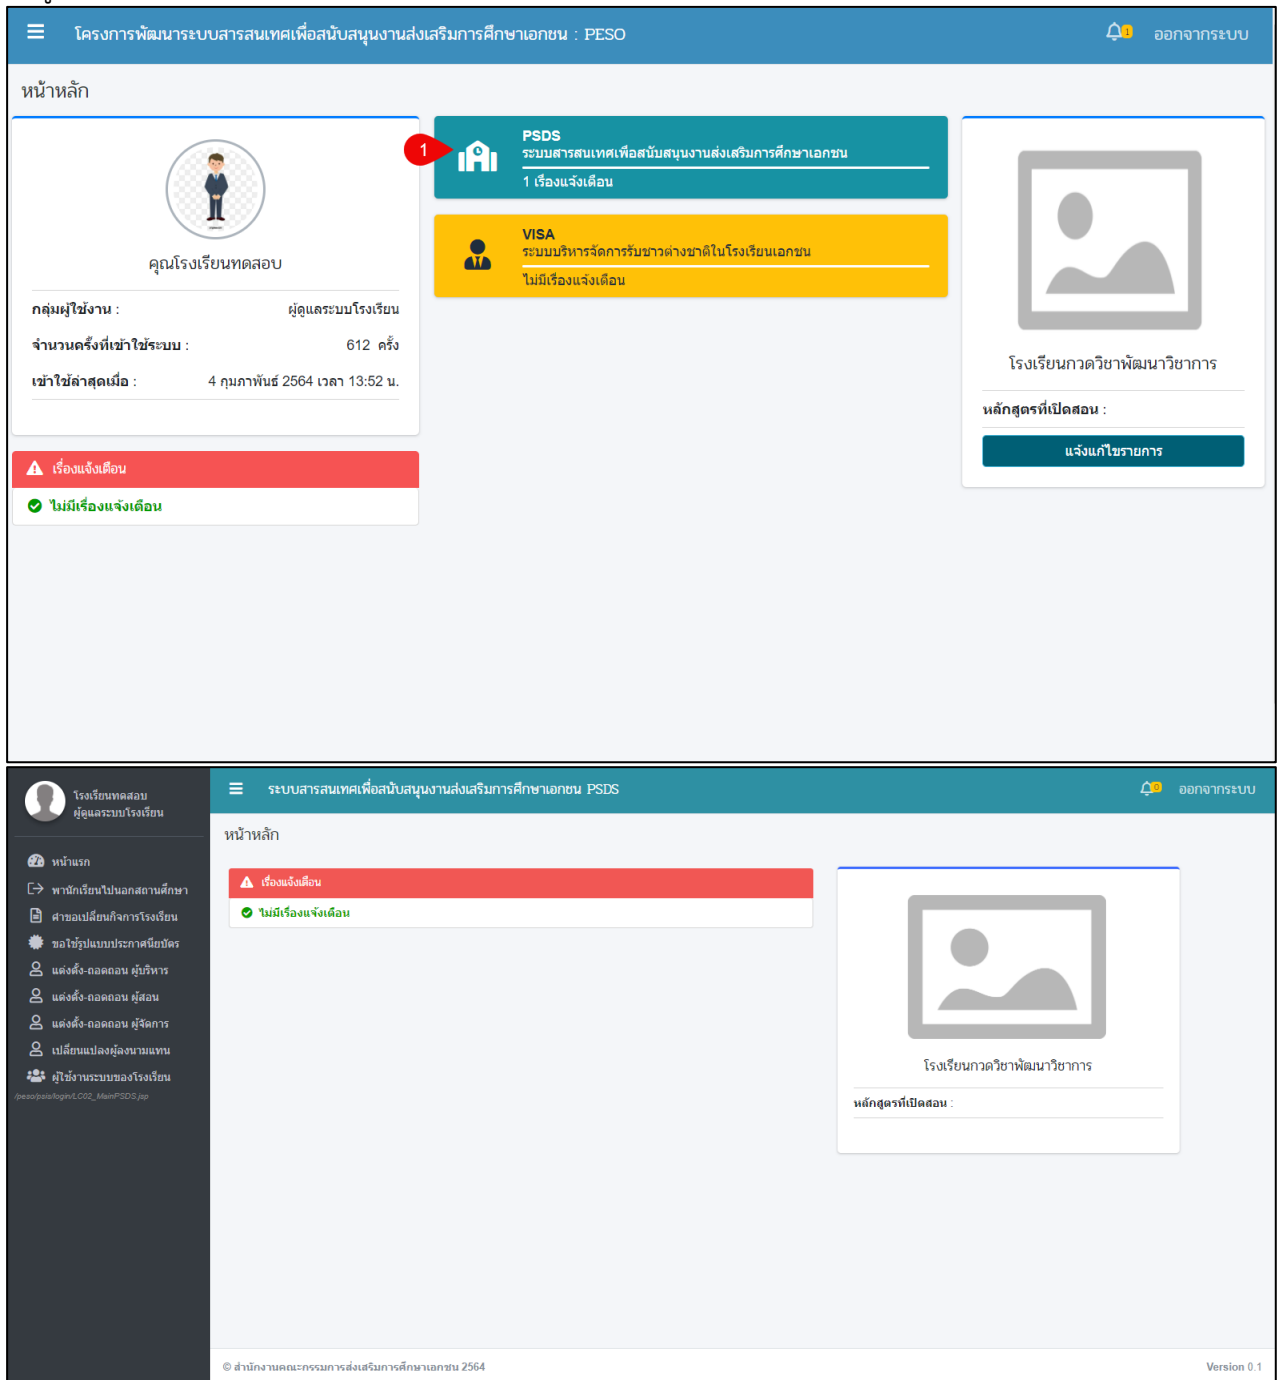 โครงการพัฒนาระบบสารสนเทศเพื่อสนับสนุนงานส่งเสริมการศึกษาเอกชน : PESO
1
ออกจากระบบ
หน้าหลัก
คุณโรงเรียนทดสอบ
กลุ่มผู้ใช้งาน : ผู้ดูแลระบบโรงเรียน
จำนวนครั้งที่เข้าใช้ระบบ : 612 ครั้ง
เข้าใช้ล่าสุดเมื่อ : 4 กุมภาพันธ์ 2564 เวลา 13:52 น.
เรื่องแจ้งเตือน
ไม่มีเรื่องแจ้งเตือน
1
PSDS
ระบบสารสนเทศเพื่อสนับสนุนงานส่งเสริมการศึกษาเอกชน
1 เรื่องแจ้งเตือน
VISA
ระบบบริหารจัดการรับชาวต่างชาติในโรงเรียนเอกชน
ไม่มีเรื่องแจ้งเตือน
โรงเรียนกวดวิชาพัฒนาวิชาการ
หลักสูตรที่เปิดสอน :
แจ้งแก้ไขรายการ
โรงเรียนทดสอบ
ผู้ดูแลระบบโรงเรียน
หน้าแรก
พานักเรียนไปนอกสถานศึกษา
คำขอเปลี่ยนกิจการโรงเรียน
ขอใช้รูปแบบประกาศนียบัตร
แต่งตั้ง-ถอดถอน ผู้บริหาร
แต่งตั้ง-ถอดถอน ผู้สอน
แต่งตั้ง-ถอดถอน ผู้จัดการ
เปลี่ยนแปลงผู้ลงนามแทน
ผู้ใช้งานระบบของโรงเรียน
/peso/psis/login/LC02_MainPSDS.jsp
ระบบสารสนเทศเพื่อสนับสนุนงานส่งเสริมการศึกษาเอกชน PSDS
0
ออกจากระบบ
หน้าหลัก
เรื่องแจ้งเตือน
ไม่มีเรื่องแจ้งเตือน
โรงเรียนกวดวิชาพัฒนาวิชาการ
หลักสูตรที่เปิดสอน :
© สำนักงานคณะกรรมการส่งเสริมการศึกษาเอกชน 2564
Version 0.1